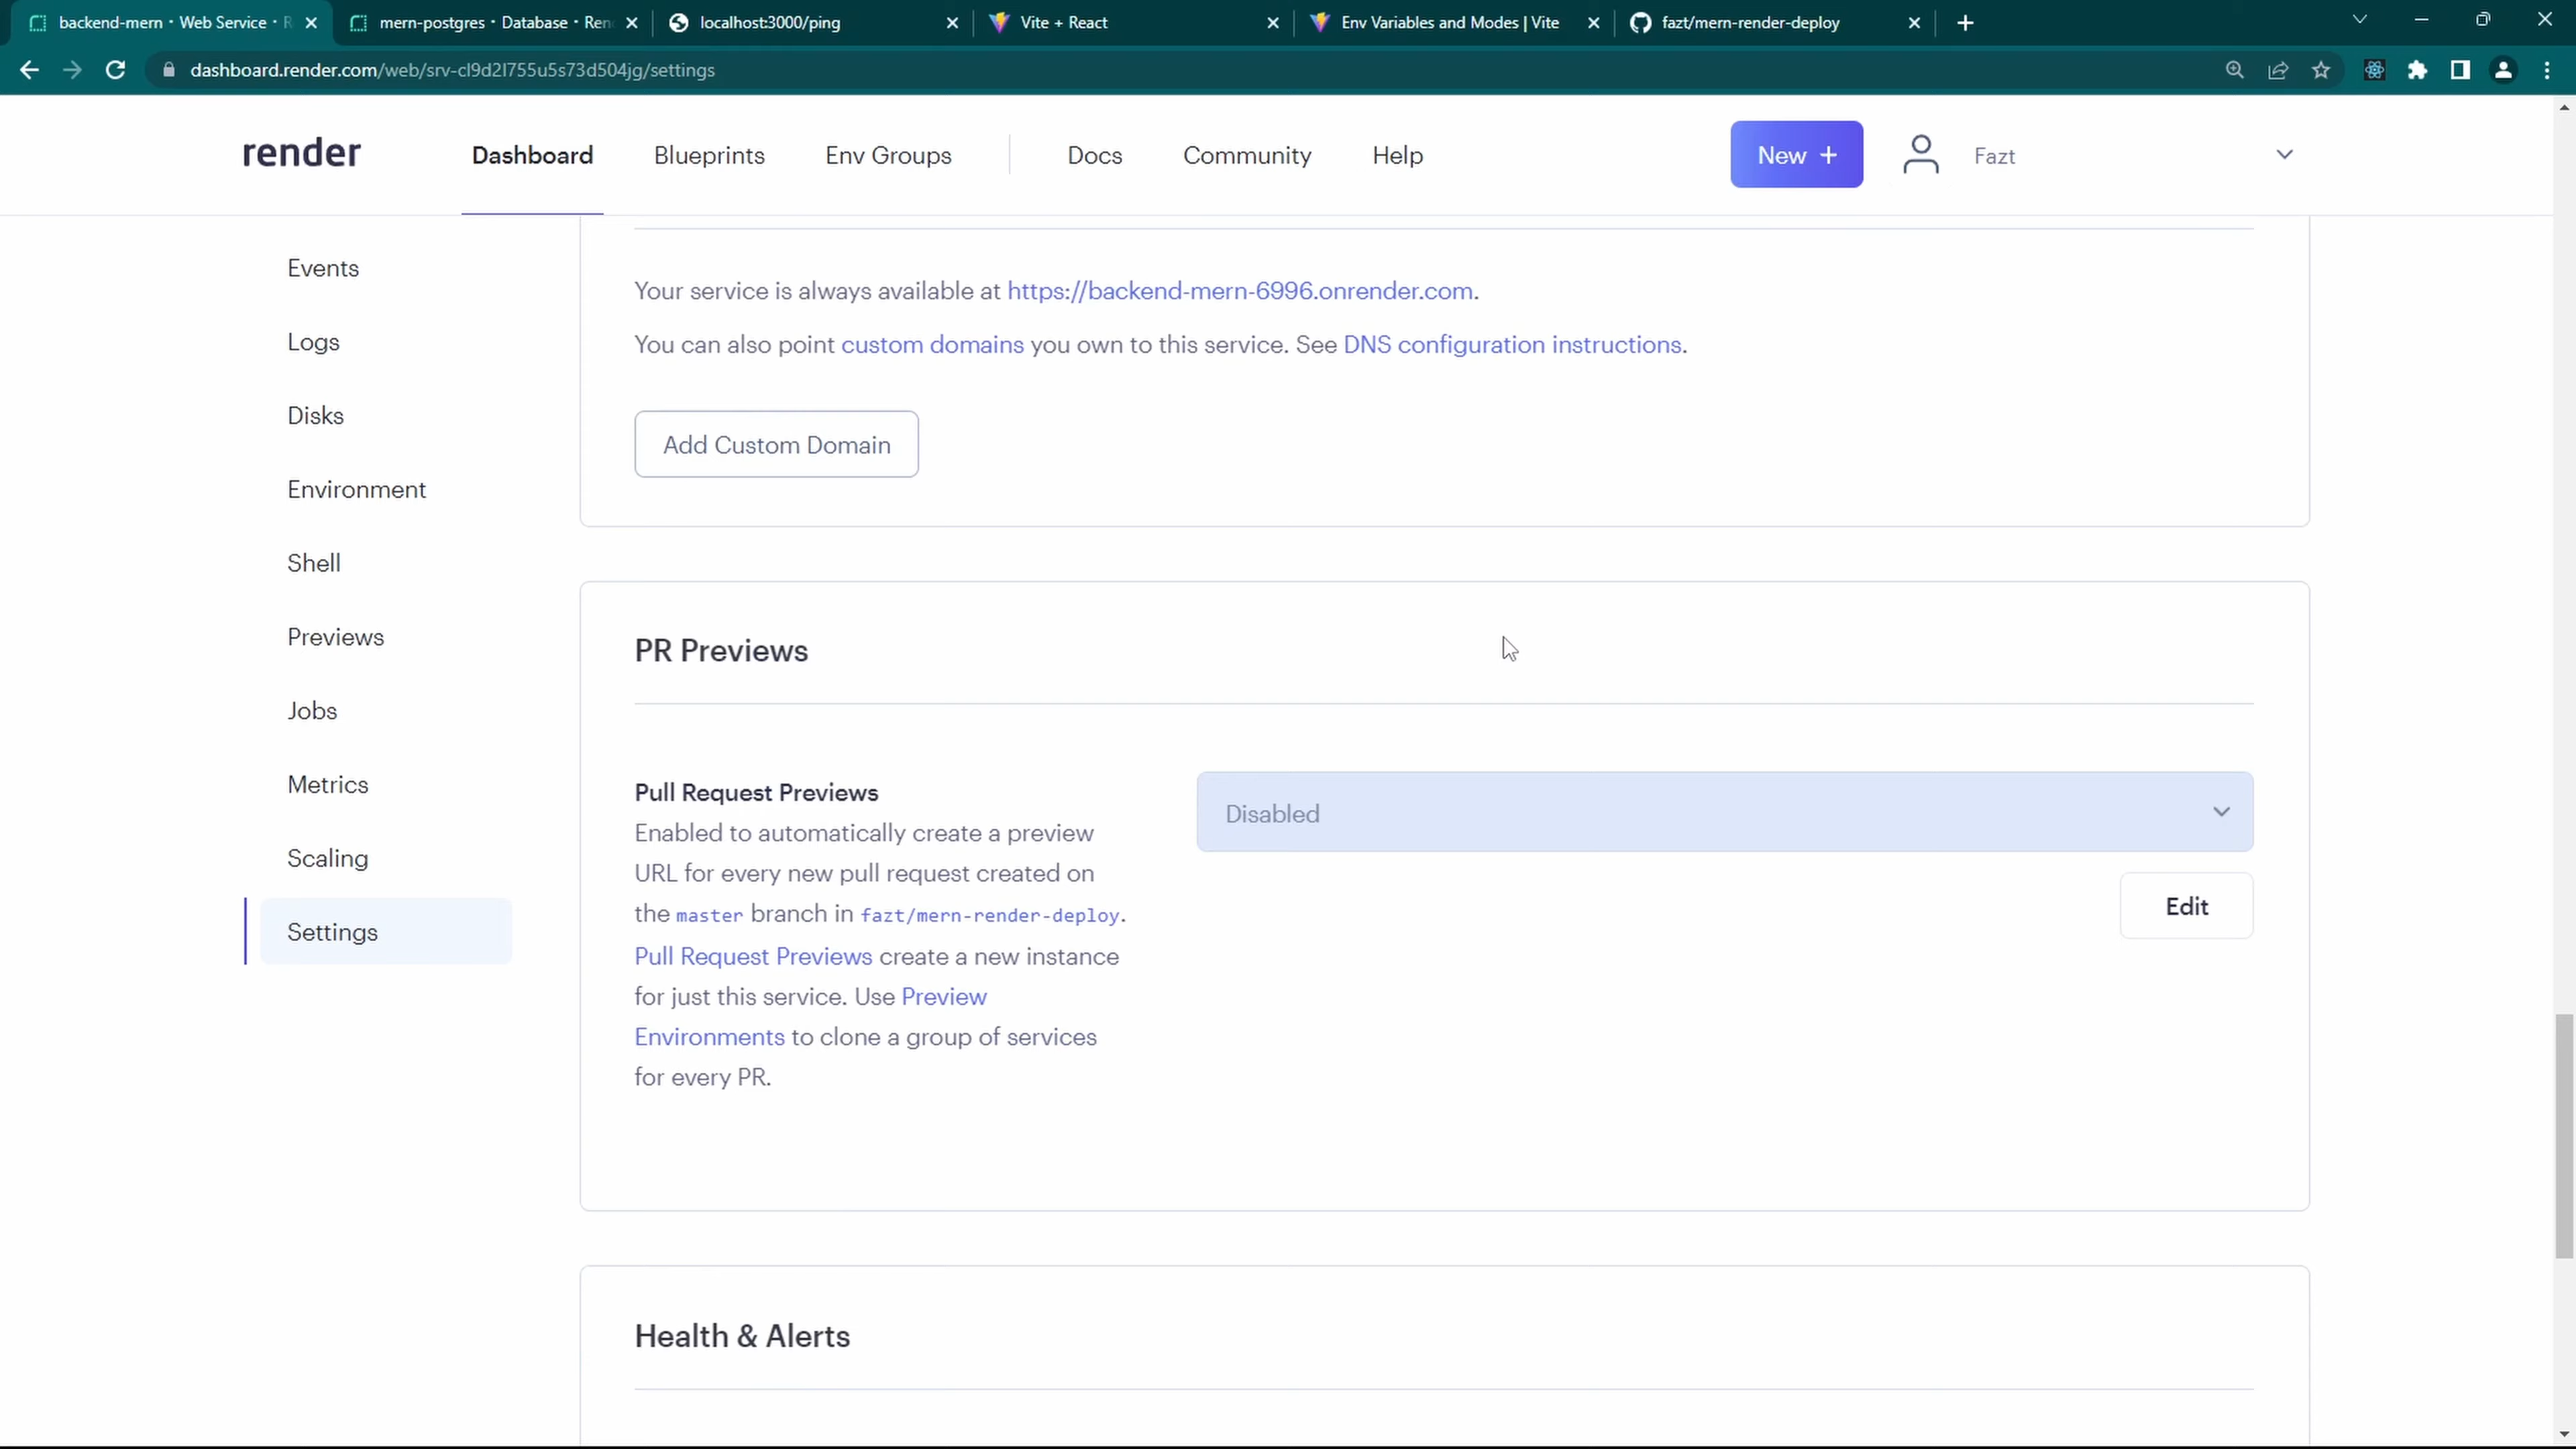 backend-mern · Web Service · R
mern-postgres · Database · Ren
localhost:3000/ping
Vite + React
Env Variables and Modes | Vite
fazt/mern-render-deploy
dashboard.render.com/web/srv-cl9d2l755u5s73d504jg/settings
render
Dashboard
Blueprints
Env Groups
Docs
Community
Help
New +
Fazt
Events
Logs
Disks
Environment
Shell
Previews
Jobs
Metrics
Scaling
Settings
Your service is always available at https://backend-mern-6996.onrender.com.
You can also point custom domains you own to this service. See DNS configuration instructions.
Add Custom Domain
PR Previews
Pull Request Previews
Enabled to automatically create a preview
URL for every new pull request created on
the master branch in fazt/mern-render-deploy.
Pull Request Previews create a new instance
for just this service. Use Preview
Environments to clone a group of services
for every PR.
Disabled
Edit
Health & Alerts